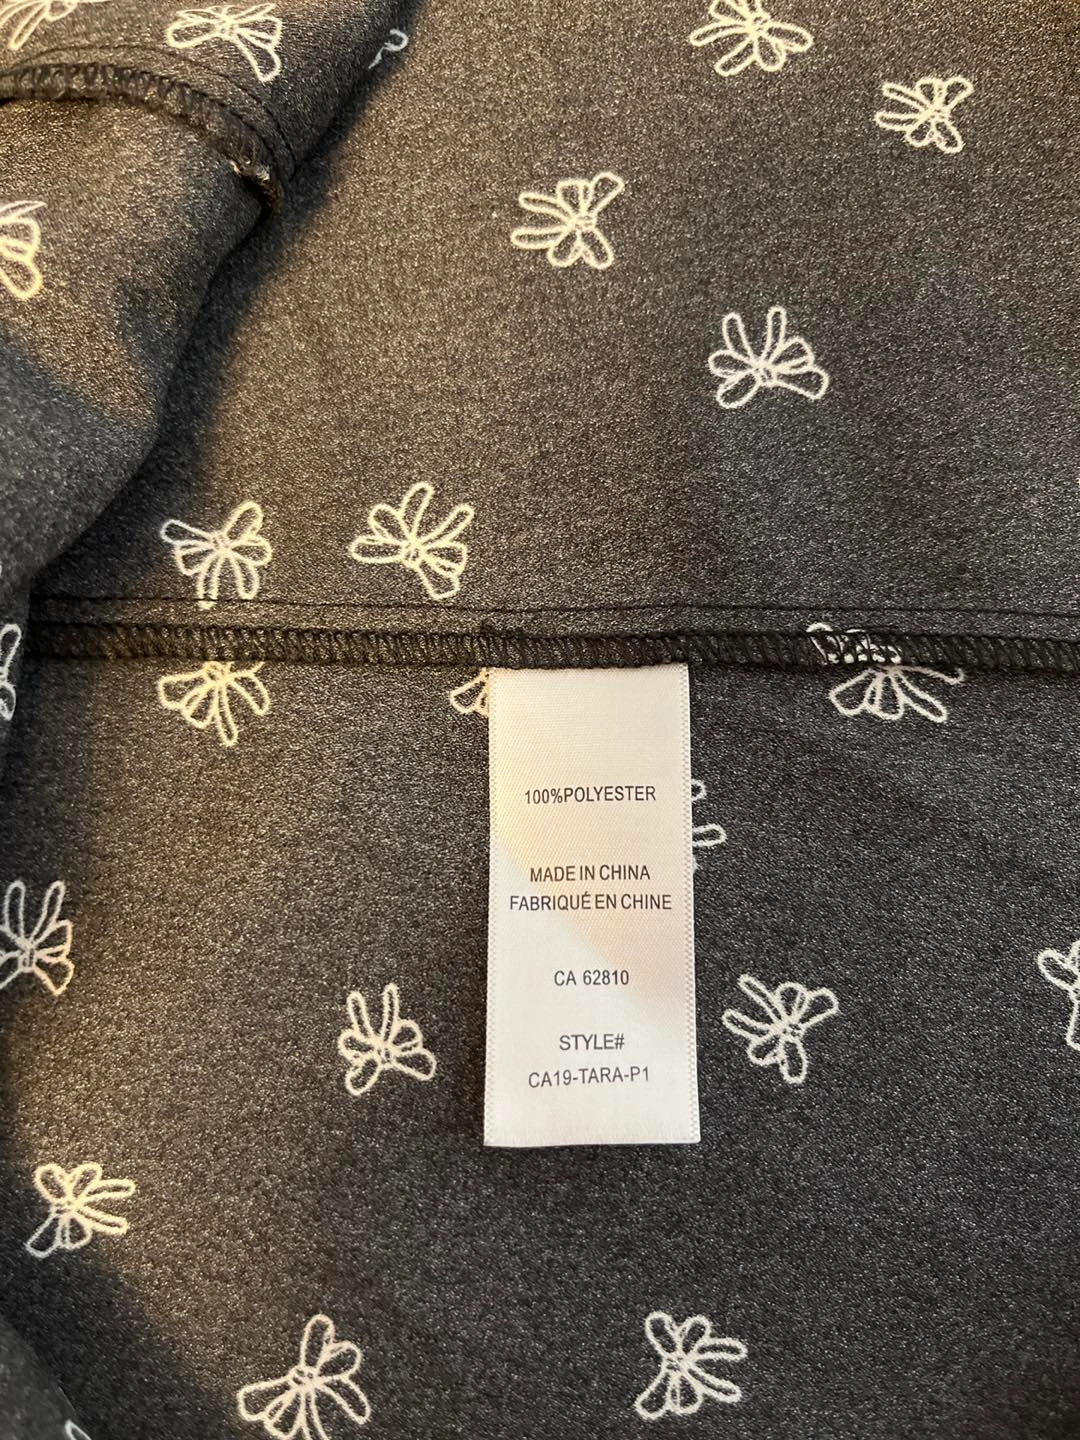 100%POLYESTER
MADE IN CHINA
FABRIQUÉ EN CHINE
CA 62810
STYLE#
CA19-TARA-P1